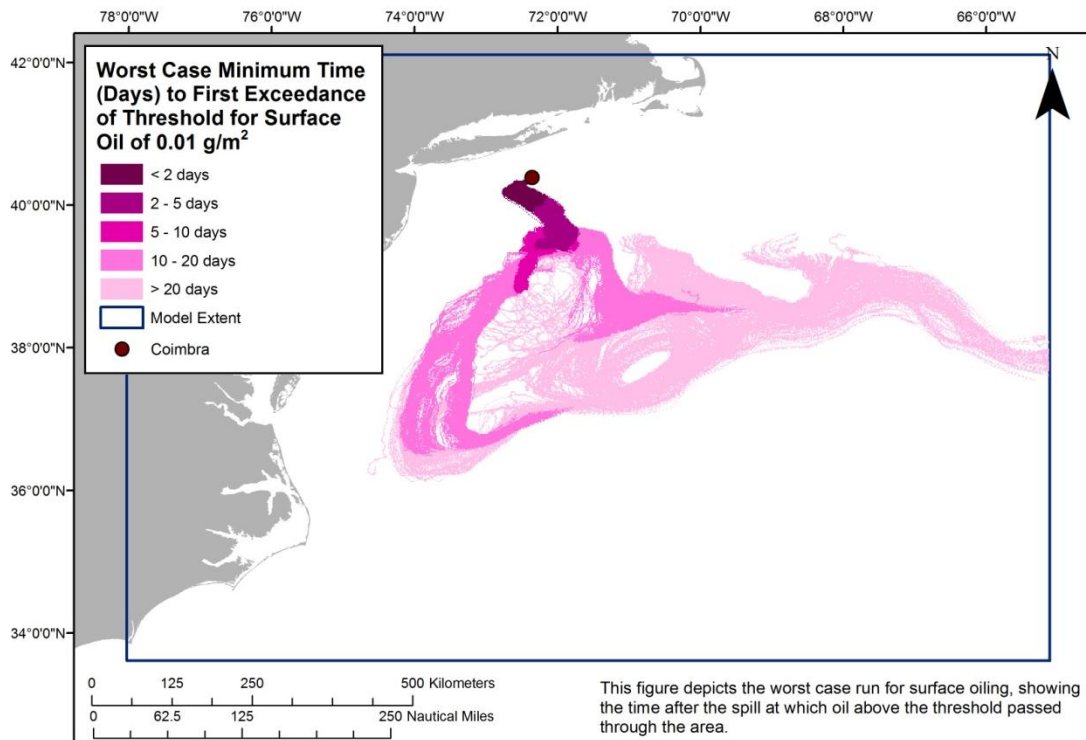 78°0'0"W
76°0'0"W
74°0'0"W
72°0'0"W
70°0'0"W
68°0'0"W
66°0'0"W
N
42°0'0"N
40°0'0"N
38°0'0"N
36°0'0"N
34°0'0"N
Worst Case Minimum Time
(Days) to First Exceedance
of Threshold for Surface
Oil of 0.01 g/m²
< 2 days
2 - 5 days
5 - 10 days
10 - 20 days
> 20 days
Model Extent
Coimbra
0 125 250 500 Kilometers
0 62.5 125 250 Nautical Miles
This figure depicts the worst case run for surface oiling, showing
the time after the spill at which oil above the threshold passed
through the area.